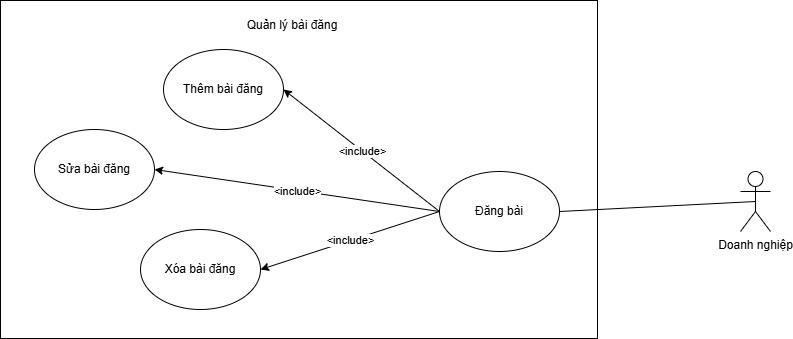 Quản lý bài đăng
Thêm bài đăng
<include>
Sửa bài đăng
<include>
Đăng bài
<include>
Xóa bài đăng
Doanh nghiệp